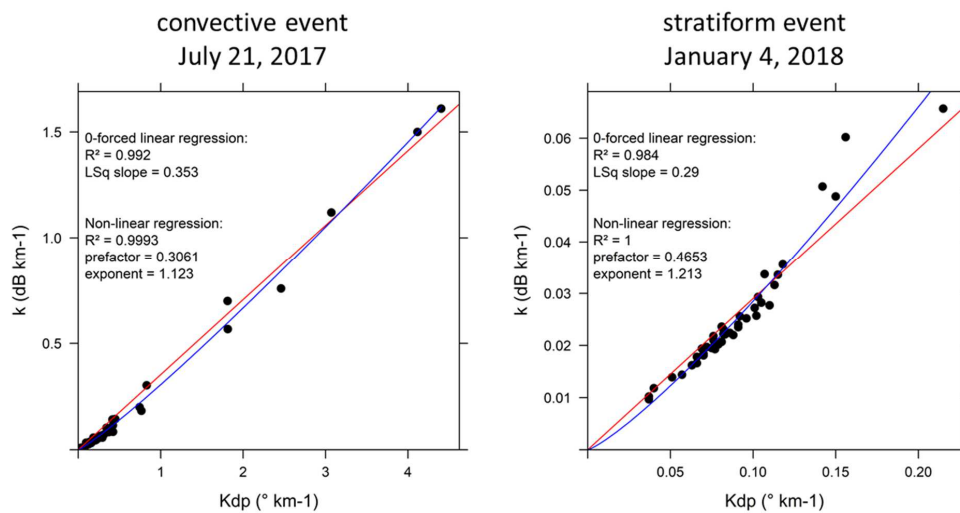 convective event
July 21, 2017
0-forced linear regression:
R² = 0.992
LSq slope = 0.353
Non-linear regression:
R² = 0.9993
prefactor = 0.3061
exponent = 1.123
k (dB km-1)
1.5
1.0
0.5
1
2
3
4
Kdp (° km-1)
stratiform event
January 4, 2018
0-forced linear regression:
R² = 0.984
LSq slope = 0.29
Non-linear regression:
R² = 1
prefactor = 0.4653
exponent = 1.213
k (dB km-1)
0.06
0.05
0.04
0.03
0.02
0.01
0.05
0.10
0.15
0.20
Kdp (° km-1)